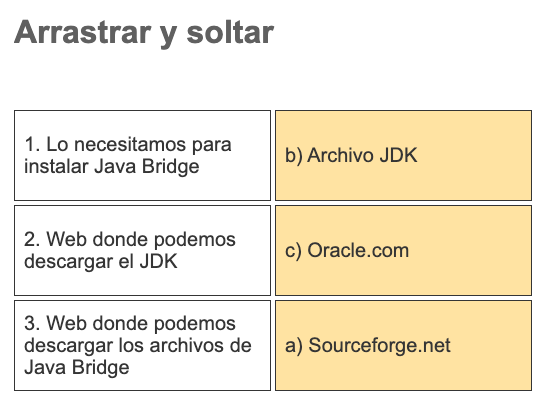 Arrastrar y soltar
1. Lo necesitamos para
instalar Java Bridge
b) Archivo JDK
2. Web donde podemos
descargar el JDK
c) Oracle.com
3. Web donde podemos
descargar los archivos de
Java Bridge
a) Sourceforge.net